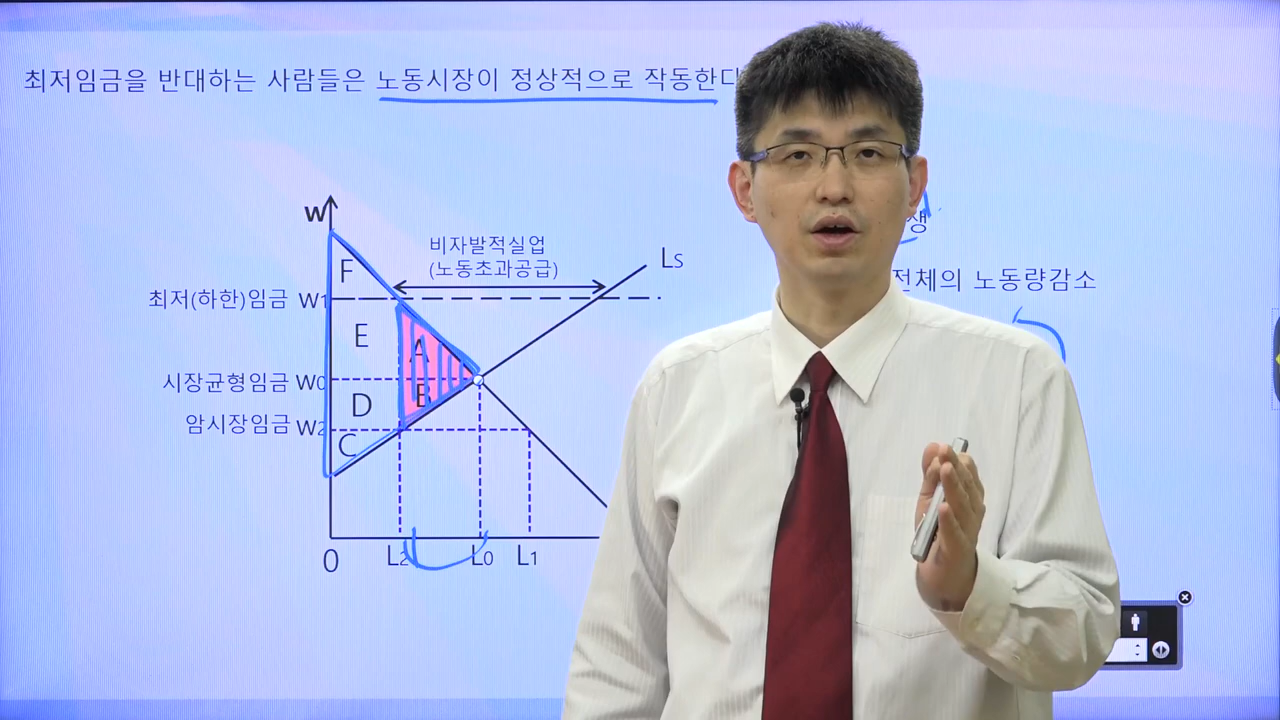 최저임금을 반대하는 사람들은 노동시장이 정상적으로 작동한다
생
전체의 노동량감소
W
비자발적실업
(노동초과공급)
LS
F
최저(하한)임금 W1
E
A
시장균형임금 W0
B
D
암시장임금 W2
C
0
L2
L0
L1